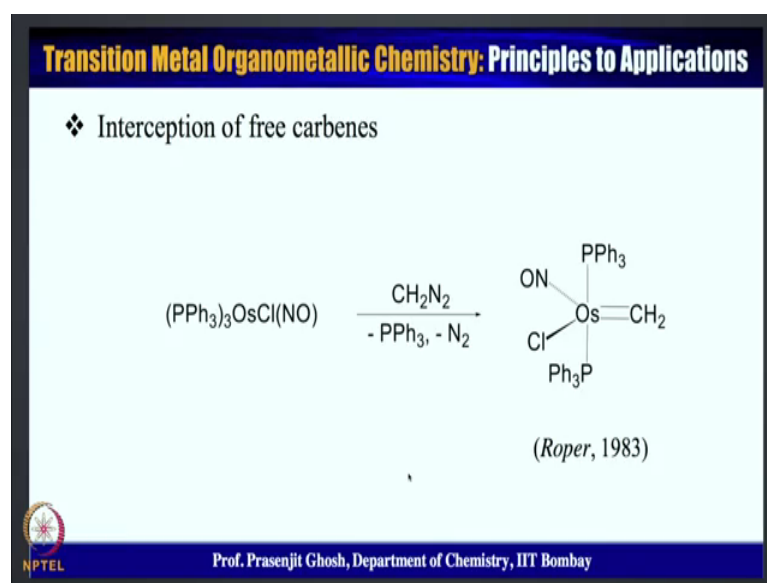 Transition Metal Organometallic Chemistry: Principles to Applications
❖ Interception of free carbenes
(PPh₃)₃OsCl(NO)
CH₂N₂
- PPh₃, - N₂
PPh₃
ON
Os=CH₂
Cl
Ph₃P
(Roper, 1983)
NPTEL
Prof. Prasenjit Ghosh, Department of Chemistry, IIT Bombay